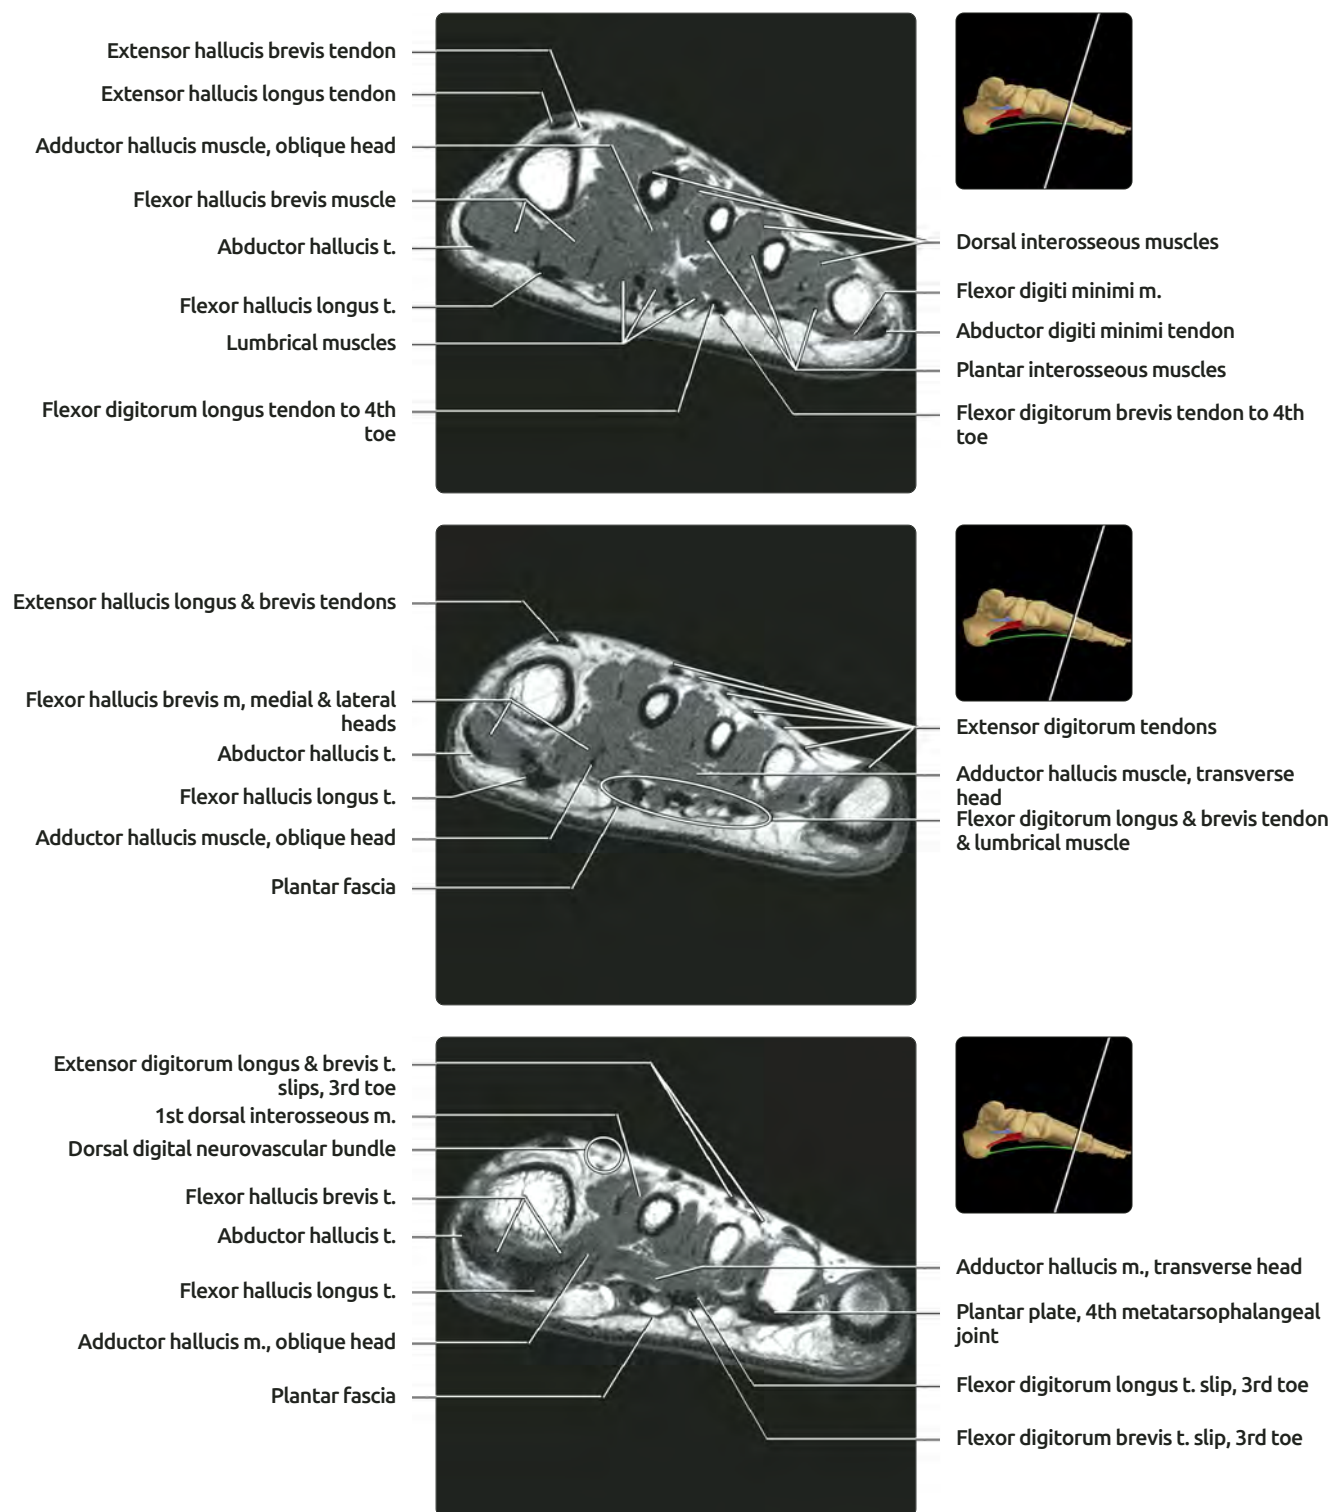 Extensor hallucis brevis tendon
Extensor hallucis longus tendon
Adductor hallucis muscle, oblique head
Flexor hallucis brevis muscle
Abductor hallucis t.
Flexor hallucis longus t.
Lumbrical muscles
Flexor digitorum longus tendon to 4th
toe
Dorsal interosseous muscles
Flexor digiti minimi m.
Abductor digiti minimi tendon
Plantar interosseous muscles
Flexor digitorum brevis tendon to 4th
toe
Extensor hallucis longus & brevis tendons
Flexor hallucis brevis m, medial & lateral
heads
Abductor hallucis t.
Flexor hallucis longus t.
Adductor hallucis muscle, oblique head
Plantar fascia
Extensor digitorum tendons
Adductor hallucis muscle, transverse
head
Flexor digitorum longus & brevis tendon
& lumbrical muscle
Extensor digitorum longus & brevis t.
slips, 3rd toe
1st dorsal interosseous m.
Dorsal digital neurovascular bundle
Flexor hallucis brevis t.
Abductor hallucis t.
Flexor hallucis longus t.
Adductor hallucis m., oblique head
Plantar fascia
Adductor hallucis m., transverse head
Plantar plate, 4th metatarsophalangeal
joint
Flexor digitorum longus t. slip, 3rd toe
Flexor digitorum brevis t. slip, 3rd toe